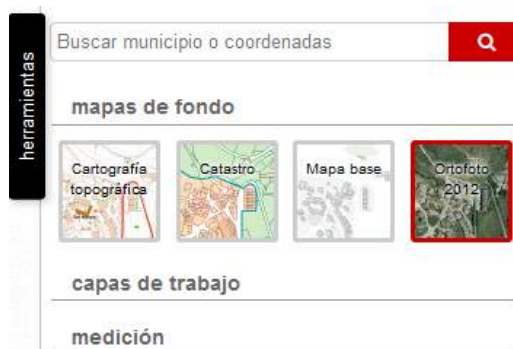 herramientas
Buscar municipio o coordenadas
mapas de fondo
Cartografía
topográfica
Catastro
Mapa base
Ortofoto
2012
capas de trabajo
medición